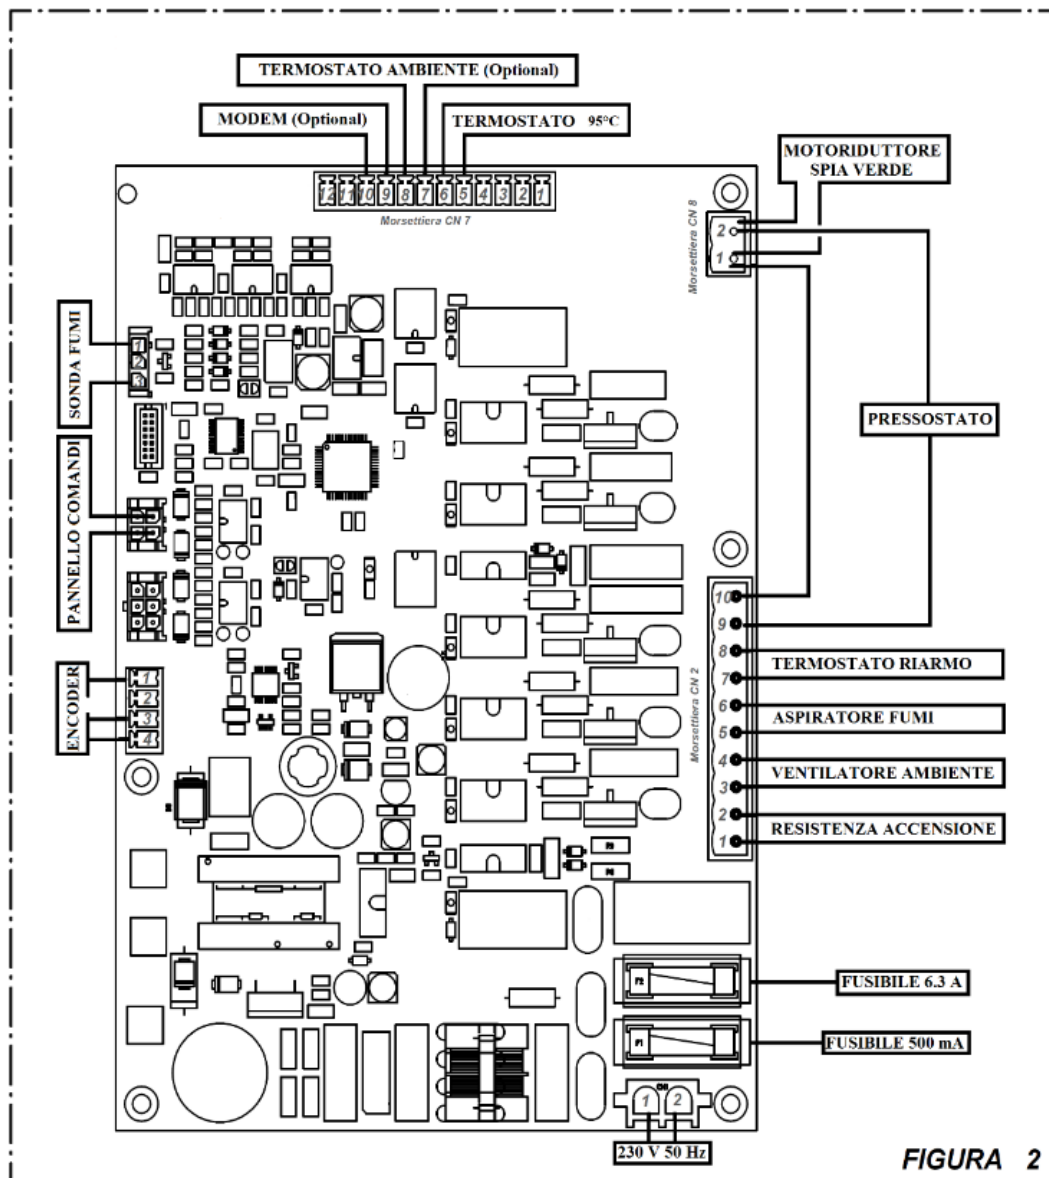 TERMOSTATO AMBIENTE (Optional)
MODEM (Optional)
TERMOSTATO 95°C
MOTORIDUTTORE
SPIA VERDE
12 11 10 9 8 7 6 5 4 3 2 1
Morsettiera CN 7
2
1
Morsettiera CN 8
SONDA FUMI
1
2
3
PRESSOSTATO
PANNELLO COMANDI
ENCODER
1
2
3
4
Morsettiera CN 2
10
9
8
7
6
5
4
3
2
1
TERMOSTATO RIARMO
ASPIRATORE FUMI
VENTILATORE AMBIENTE
RESISTENZA ACCENSIONE
F2
FUSIBILE 6.3 A
F1
FUSIBILE 500 mA
1 2
230 V 50 Hz
FIGURA 2